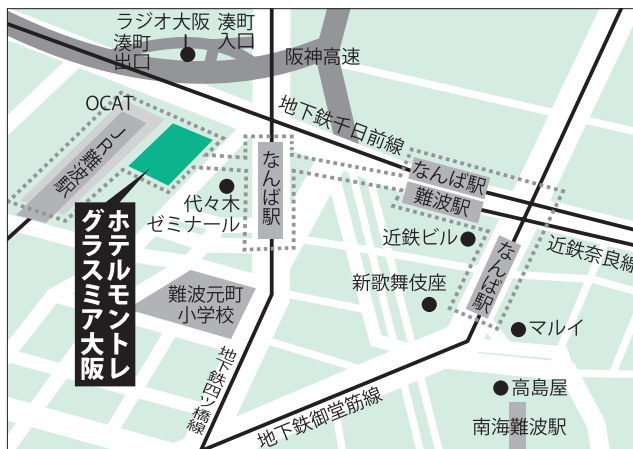 ラジオ大阪
湊町
入口
湊町
出口
阪神高速
OCAT
地下鉄千日前線
JR難波駅
なんば駅
なんば駅
難波駅
代々木
ゼミナール
近鉄ビル
なんば駅
近鉄奈良線
ホテルモントレ
グラスミア大阪
新歌舞伎座
難波元町
小学校
マルイ
地下鉄四ツ橋線
高島屋
地下鉄御堂筋線
南海難波駅